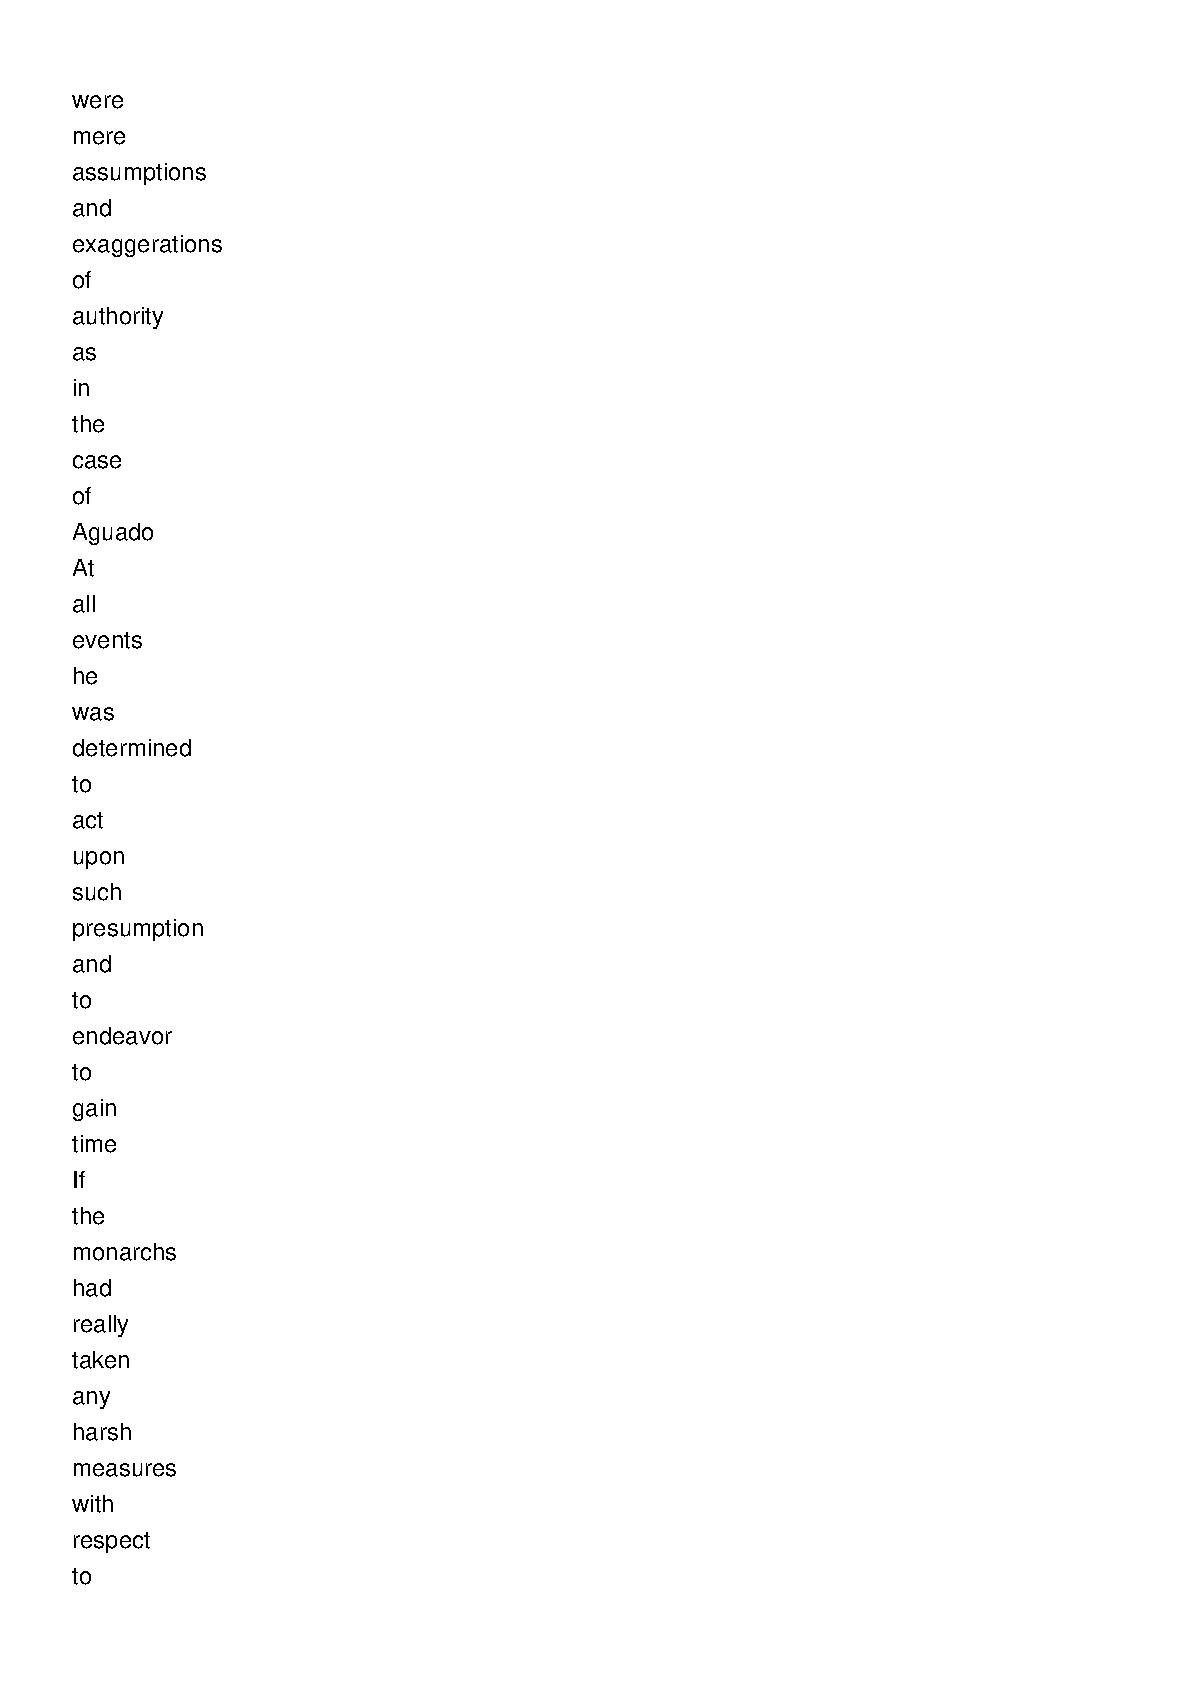 were
mere
assumptions
and
exaggerations
of
authority
as
in
the
case
of
Aguado
At
all
events
he
was
determined
to
act
upon
such
presumption
and
to
endeavor
to
gain
time
If
the
monarchs
had
really
taken
any
harsh
measures
with
respect
to